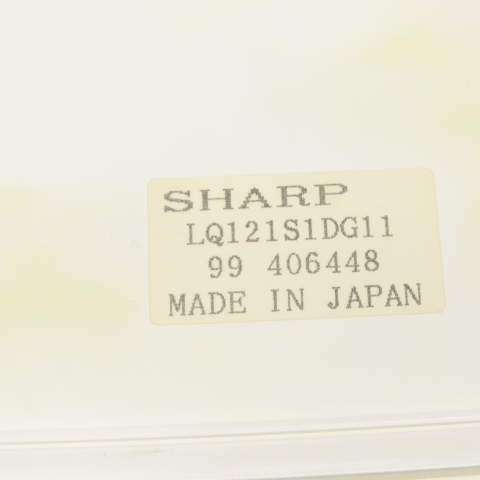 SHARP
LQ121S1DG11
99 406448
MADE IN JAPAN